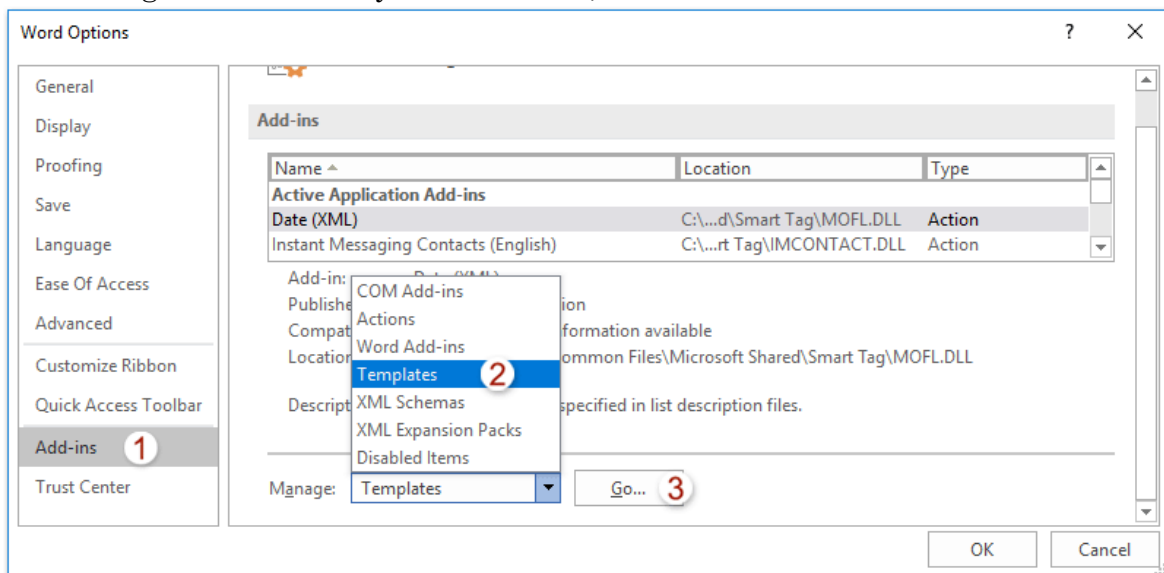 Word Options ? ×
General
Display
Proofing
Save
Language
Ease Of Access
Advanced
Customize Ribbon
Quick Access Toolbar
Add-ins 1
Trust Center
Add-ins
Name Location Type
Active Application Add-ins
Date (XML) C:\...d\Smart Tag\MOFL.DLL Action
Instant Messaging Contacts (English) C:\...rt Tag\IMCONTACT.DLL Action
Add-in:
Publishe ion
Compat formation available
Location ommon Files\Microsoft Shared\Smart Tag\MOFL.DLL
Descript specified in list description files.
COM Add-ins
Actions
Word Add-ins
Templates 2
XML Schemas
XML Expansion Packs
Disabled Items
Manage: Templates Go... 3
OK Cancel